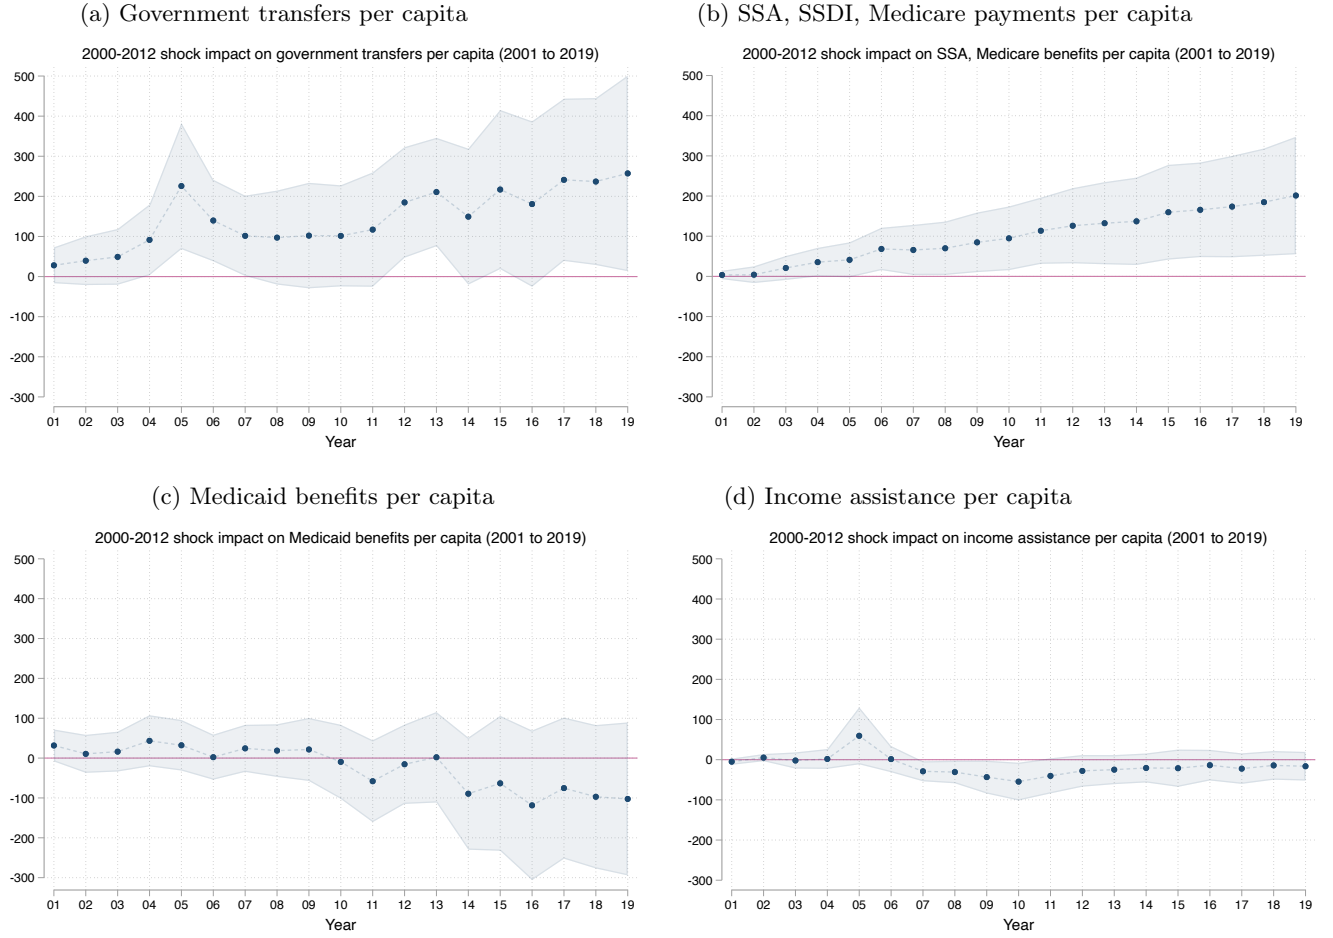 (a) Government transfers per capita
2000-2012 shock impact on government transfers per capita (2001 to 2019)
500
400
300
200
100
0
-100
-200
-300
01 02 03 04 05 06 07 08 09 10 11 12 13 14 15 16 17 18 19
Year
(b) SSA, SSDI, Medicare payments per capita
2000-2012 shock impact on SSA, Medicare benefits per capita (2001 to 2019)
500
400
300
200
100
0
-100
-200
-300
01 02 03 04 05 06 07 08 09 10 11 12 13 14 15 16 17 18 19
Year
(c) Medicaid benefits per capita
2000-2012 shock impact on Medicaid benefits per capita (2001 to 2019)
500
400
300
200
100
0
-100
-200
-300
01 02 03 04 05 06 07 08 09 10 11 12 13 14 15 16 17 18 19
Year
(d) Income assistance per capita
2000-2012 shock impact on income assistance per capita (2001 to 2019)
500
400
300
200
100
0
-100
-200
-300
01 02 03 04 05 06 07 08 09 10 11 12 13 14 15 16 17 18 19
Year